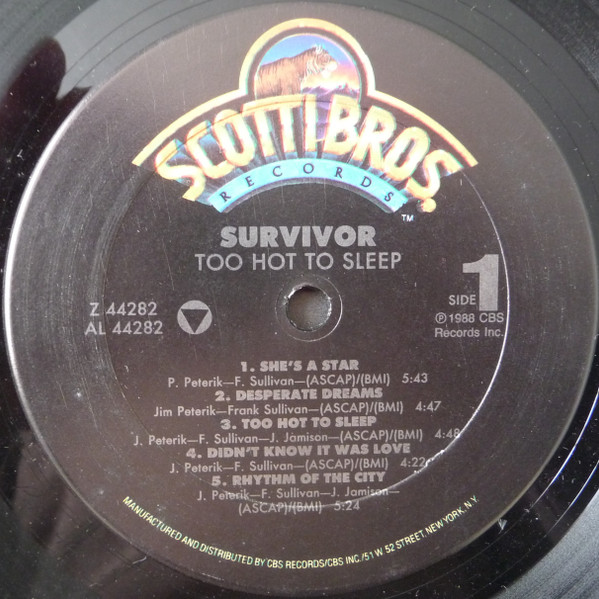 SCOTTI BROS.
RECORDS
TM
SURVIVOR
TOO HOT TO SLEEP
Z 44282
AL 44282
SIDE 1
℗ 1988 CBS
Records Inc.
1. SHE'S A STAR
P. Peterik—F. Sullivan—(ASCAP)/(BMI) 5:43
2. DESPERATE DREAMS
Jim Peterik—Frank Sullivan—(ASCAP)/(BMI) 4:47
3. TOO HOT TO SLEEP
J. Peterik—F. Sullivan—J. Jamison—(ASCAP)/(BMI) 4:48
4. DIDN'T KNOW IT WAS LOVE
J. Peterik—F. Sullivan—(ASCAP)/(BMI) 4:22
5. RHYTHM OF THE CITY
J. Peterik—F. Sullivan—J. Jamison—
(ASCAP)/(BMI) 5:24
MANUFACTURED AND DISTRIBUTED BY CBS RECORDS/CBS INC./51 W 52 STREET, NEW YORK, N.Y.